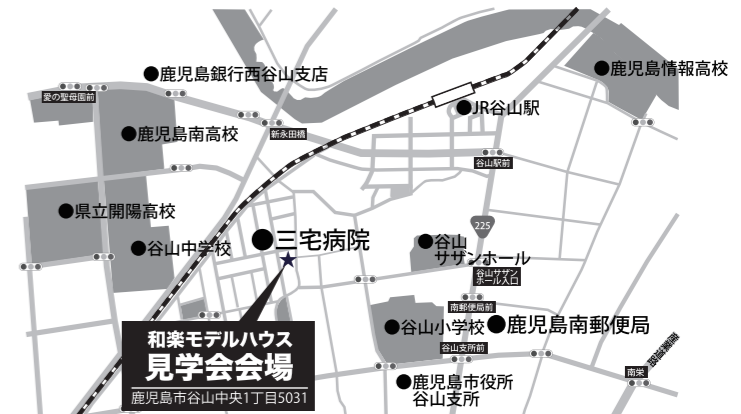 ●鹿児島銀行西谷山支店
●鹿児島情報高校
愛の聖母園前
●JR谷山駅
●鹿児島南高校
新永田橋
谷山駅前
●県立開陽高校
225
●三宅病院
●谷山
サザンホール
●谷山中学校
谷山サザン
ホール入口
南郵便局前
●谷山小学校
●鹿児島南郵便局
和楽モデルハウス
見学会会場
鹿児島市谷山中央1丁目5031
谷山支所前
産業道路
南栄
●鹿児島市役所
谷山支所